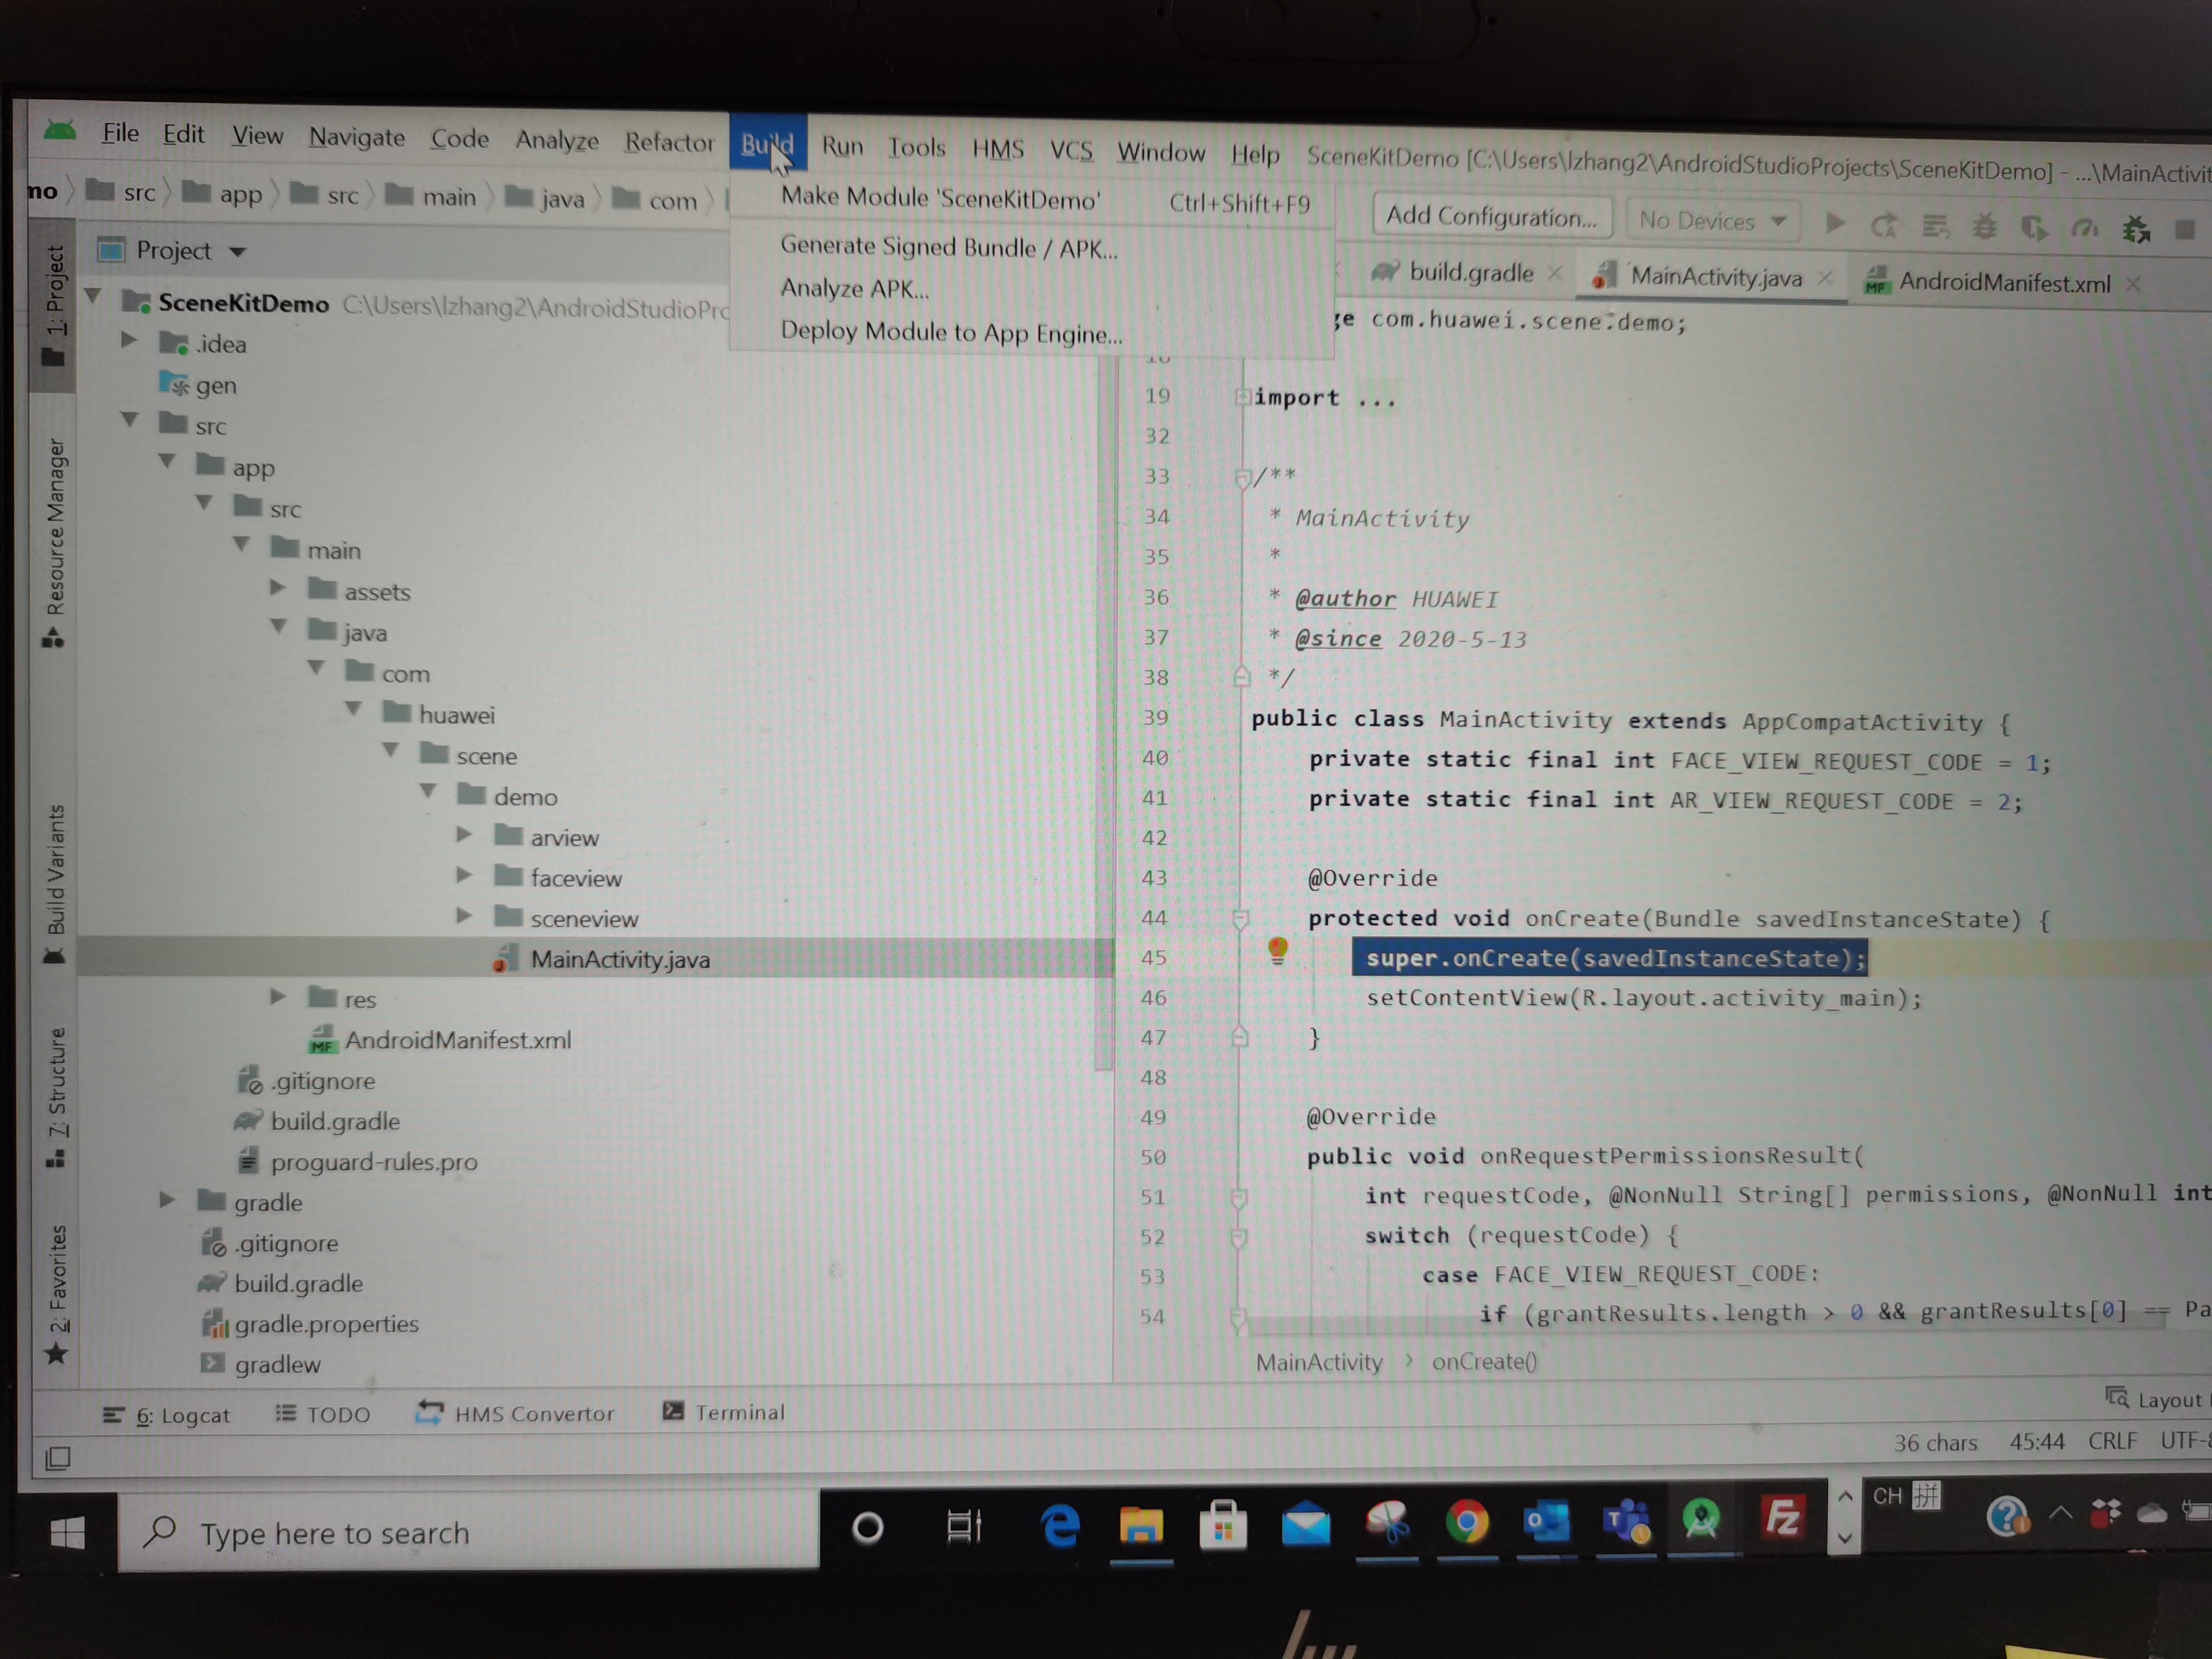 File Edit View Navigate Code Analyze Refactor Build Run Tools HMS VCS Window Help SceneKitDemo [C:\Users\lzhang2\AndroidStudioProjects\SceneKitDemo] - ...\MainActivit
mo src app src main java com
Make Module 'SceneKitDemo' Ctrl+Shift+F9
Generate Signed Bundle / APK...
Analyze APK...
Deploy Module to App Engine...
Add Configuration... No Devices
build.gradle MainActivity.java AndroidManifest.xml
1: Project
Resource Manager
Build Variants
7: Structure
2: Favorites
Project
SceneKitDemo C:\Users\lzhang2\AndroidStudioPro
.idea
gen
src
app
src
main
assets
java
com
huawei
scene
demo
arview
faceview
sceneview
MainActivity.java
res
AndroidManifest.xml
.gitignore
build.gradle
proguard-rules.pro
gradle
.gitignore
build.gradle
gradle.properties
gradlew
ge com.huawei.scene.demo;
18
19 import ...
32
33 /**
34 * MainActivity
35 *
36 * @author HUAWEI
37 * @since 2020-5-13
38 */
39 public class MainActivity extends AppCompatActivity {
40 private static final int FACE_VIEW_REQUEST_CODE = 1;
41 private static final int AR_VIEW_REQUEST_CODE = 2;
42
43 @Override
44 protected void onCreate(Bundle savedInstanceState) {
45 super.onCreate(savedInstanceState);
46 setContentView(R.layout.activity_main);
47 }
48
49 @Override
50 public void onRequestPermissionsResult(
51 int requestCode, @NonNull String[] permissions, @NonNull int
52 switch (requestCode) {
53 case FACE_VIEW_REQUEST_CODE:
54 if (grantResults.length > 0 && grantResults[0] == Pa
MainActivity > onCreate()
6: Logcat TODO HMS Convertor Terminal
Layout
36 chars 45:44 CRLF UTF-8
Type here to search
CH 拼
hp